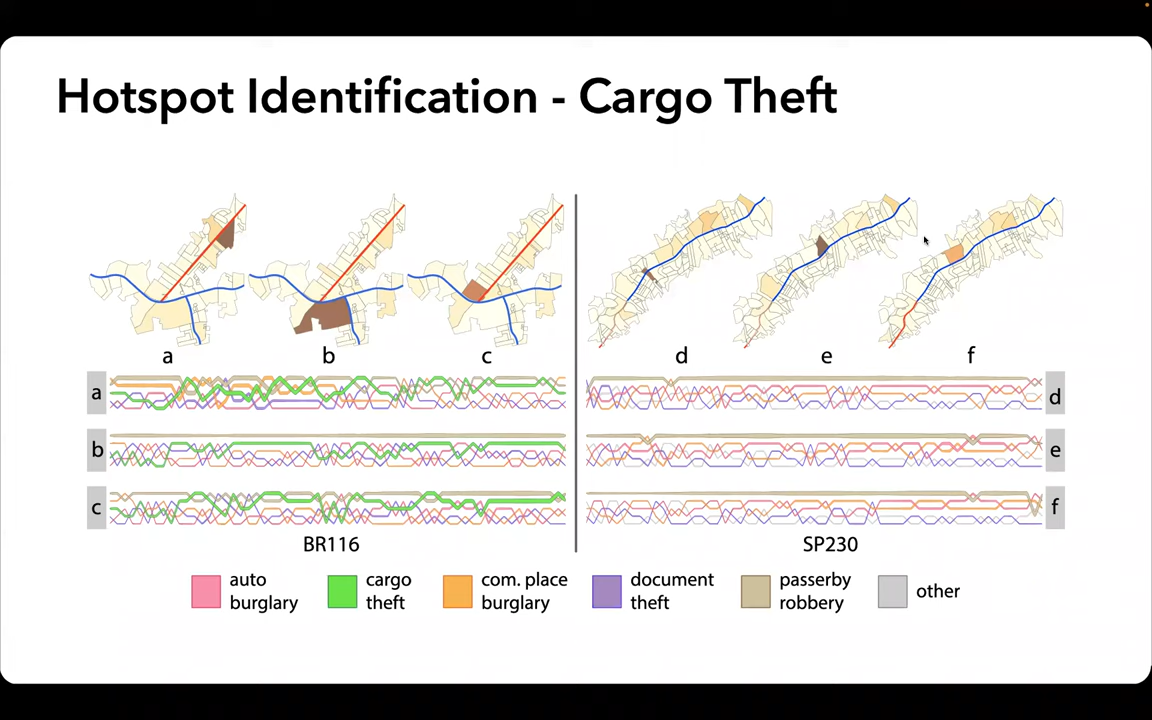 Hotspot Identification - Cargo Theft
a b c d e f
a
b
c
d
e
f
BR116
SP230
auto
burglary
cargo
theft
com. place
burglary
document
theft
passerby
robbery
other